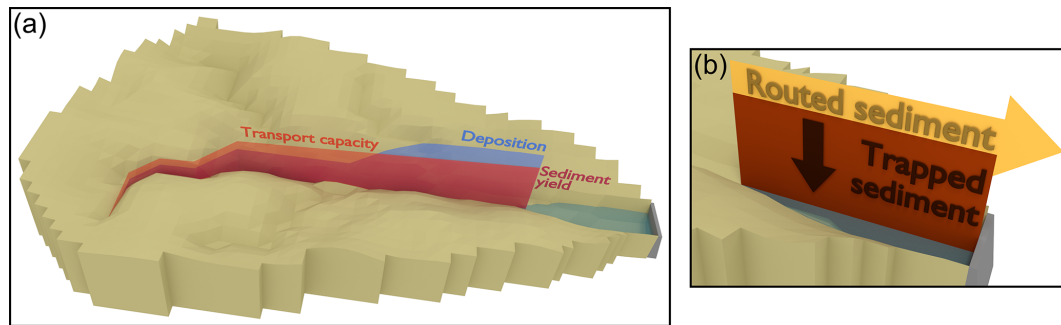 (a)
Transport capacity
Deposition
Sediment
yield
(b)
Routed sediment
Trapped
sediment